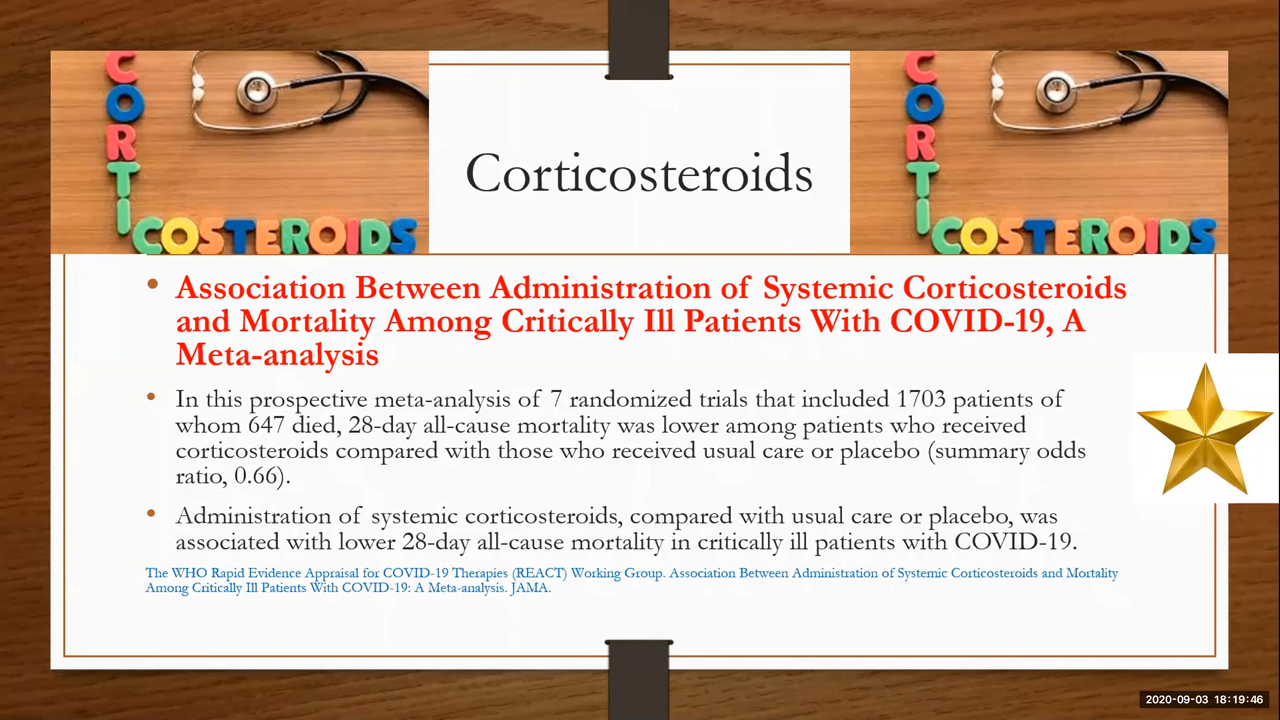 CORTICOSTEROIDS
Corticosteroids
CORTICOSTEROIDS
• Association Between Administration of Systemic Corticosteroids
and Mortality Among Critically Ill Patients With COVID-19, A
Meta-analysis
• In this prospective meta-analysis of 7 randomized trials that included 1703 patients of
whom 647 died, 28-day all-cause mortality was lower among patients who received
corticosteroids compared with those who received usual care or placebo (summary odds
ratio, 0.66).
• Administration of systemic corticosteroids, compared with usual care or placebo, was
associated with lower 28-day all-cause mortality in critically ill patients with COVID-19.
The WHO Rapid Evidence Appraisal for COVID-19 Therapies (REACT) Working Group. Association Between Administration of Systemic Corticosteroids and Mortality
Among Critically Ill Patients With COVID-19: A Meta-analysis. JAMA.
2020-09-03 18:19:46